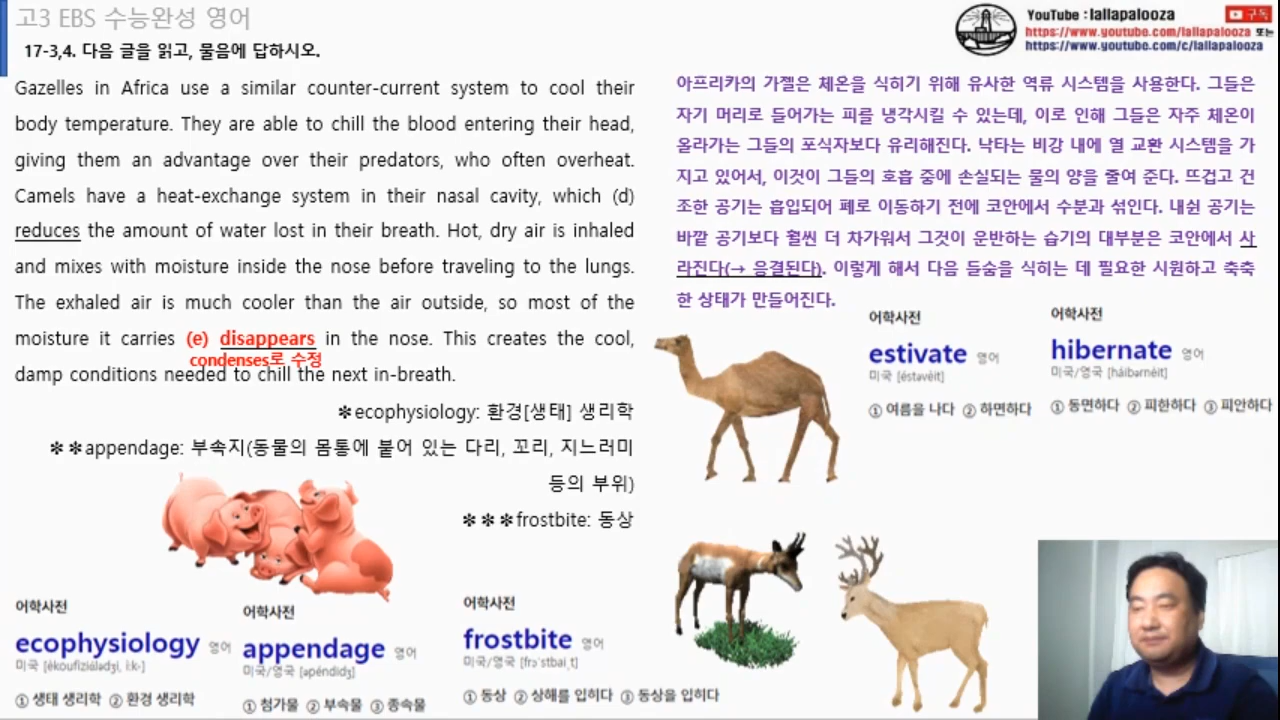 고3 EBS 수능완성 영어
17-3,4. 다음 글을 읽고, 물음에 답하시오.
YouTube : lallapalooza
구독
https://www.youtube.com/lallapalooza 또는
https://www.youtube.com/c/lallapalooza
Gazelles in Africa use a similar counter-current system to cool their
body temperature. They are able to chill the blood entering their head,
giving them an advantage over their predators, who often overheat.
Camels have a heat-exchange system in their nasal cavity, which (d)
reduces the amount of water lost in their breath. Hot, dry air is inhaled
and mixes with moisture inside the nose before traveling to the lungs.
The exhaled air is much cooler than the air outside, so most of the
moisture it carries (e) disappears in the nose. This creates the cool,
condenses로 수정
damp conditions needed to chill the next in-breath.
✻ecophysiology: 환경[생태] 생리학
✻✻appendage: 부속지(동물의 몸통에 붙어 있는 다리, 꼬리, 지느러미
등의 부위)
✻✻✻frostbite: 동상
아프리카의 가젤은 체온을 식히기 위해 유사한 역류 시스템을 사용한다. 그들은
자기 머리로 들어가는 피를 냉각시킬 수 있는데, 이로 인해 그들은 자주 체온이
올라가는 그들의 포식자보다 유리해진다. 낙타는 비강 내에 열 교환 시스템을 가
지고 있어서, 이것이 그들의 호흡 중에 손실되는 물의 양을 줄여 준다. 뜨겁고 건
조한 공기는 흡입되어 폐로 이동하기 전에 코안에서 수분과 섞인다. 내쉰 공기는
바깥 공기보다 훨씬 더 차가워서 그것이 운반하는 습기의 대부분은 코안에서 사
라진다(→ 응결된다). 이렇게 해서 다음 들숨을 식히는 데 필요한 시원하고 축축
한 상태가 만들어진다.
어학사전
estivate 영어
미국 [éstəvèit]
① 여름을 나다 ② 하면하다
어학사전
hibernate 영어
미국/영국 [háibərnèit]
① 동면하다 ② 피한하다 ③ 피안하다
어학사전
ecophysiology 영어
미국 [èkoufìziálədʒi, ì:k-]
① 생태 생리학 ② 환경 생리학
어학사전
appendage 영어
미국/영국 [əpéndidʒ]
① 첨가물 ② 부속물 ③ 종속물
어학사전
frostbite 영어
미국/영국 [frɔ́ːstbaiˌt]
① 동상 ② 상해를 입히다 ③ 동상을 입히다